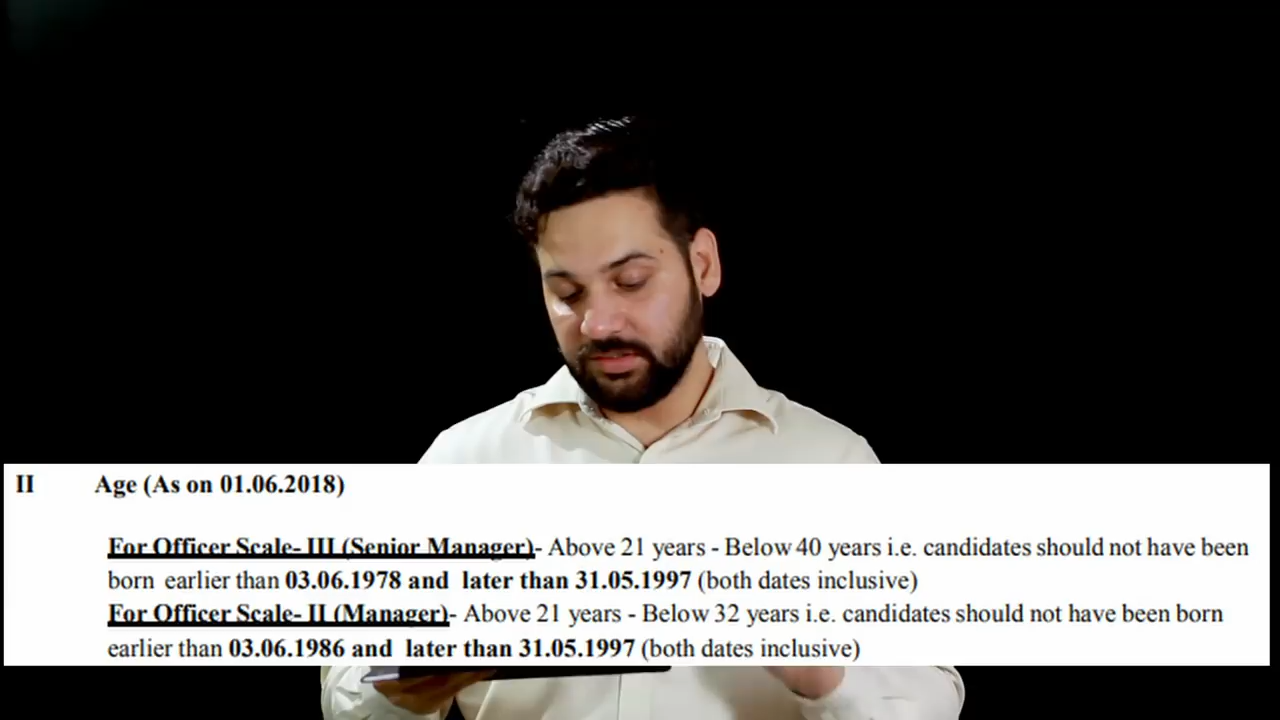 II Age (As on 01.06.2018)
For Officer Scale- III (Senior Manager)- Above 21 years - Below 40 years i.e. candidates should not have been
born earlier than 03.06.1978 and later than 31.05.1997 (both dates inclusive)
For Officer Scale- II (Manager)- Above 21 years - Below 32 years i.e. candidates should not have been born
earlier than 03.06.1986 and later than 31.05.1997 (both dates inclusive)